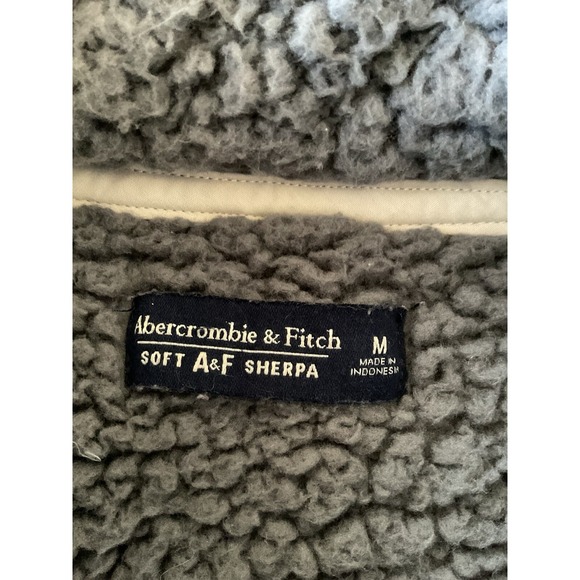 Abercrombie & Fitch
SOFT A&F SHERPA
M
MADE IN
INDONESIA